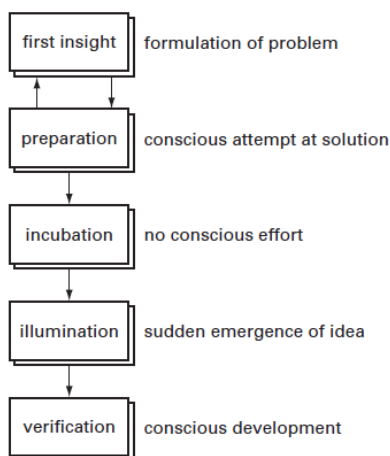 first insight formulation of problem
preparation conscious attempt at solution
incubation no conscious effort
illumination sudden emergence of idea
verification conscious development